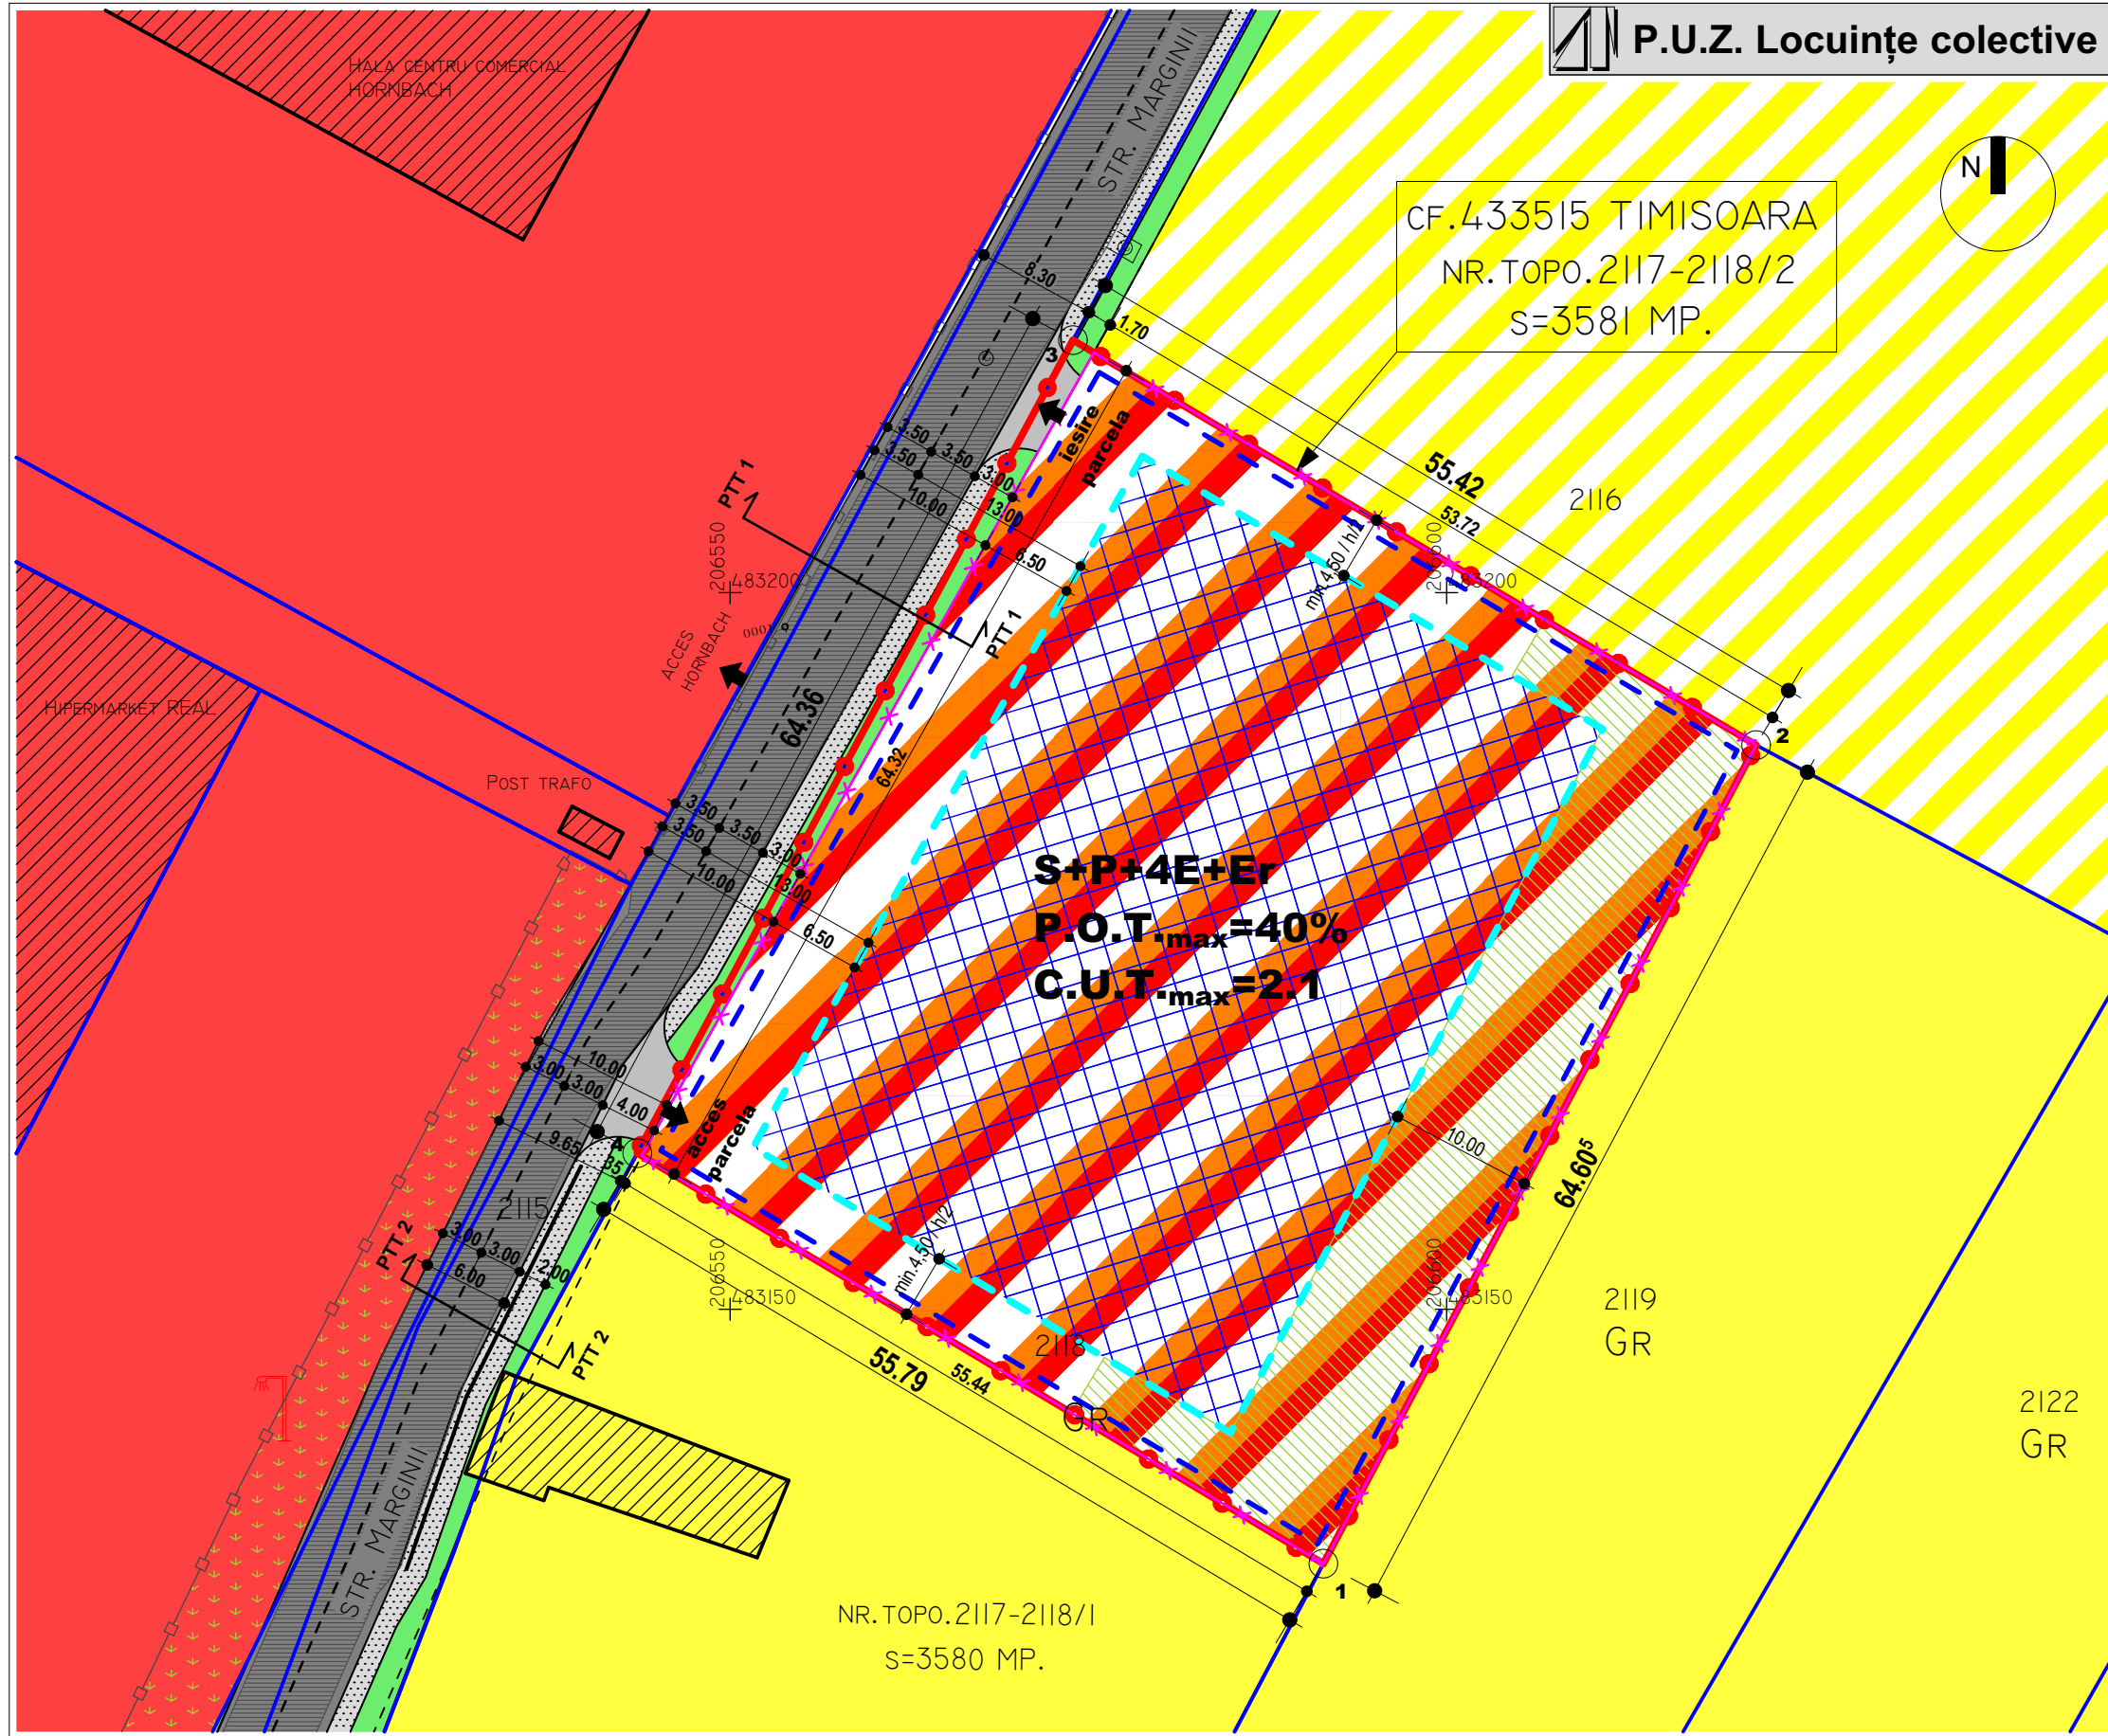 P.U.Z. Locuințe colective
HALA CENTRU COMERCIAL
HORNBACH
STR. MARGINII
N
CF.433515 TIMISOARA
NR.TOPO.2117-2118/2
S=3581 MP.
8.30
1.70
3
iesire
parcela
55.42
53.72
2116
3.50
3.50
3.50
3.00
10.00
13.00
6.50
PTT 1
PTT 1
min.4,50 / h/2
206550
483200
206600
483200
ACCES
HORNBACH
64.36
64.32
HIPERMARKET REAL
POST TRAFO
2
3.50
3.50
3.50
3.00
10.00
13.00
6.50
S+P+4E+Er
P.O.T.max=40%
C.U.T.max=2.1
10.00
3.00
3.00
4.00
9.65
35
4
acces
parcela
10.00
64.60⁵
2115
PTT 2
3.00
3.00
2.00
6.00
PTT 2
min.4,50 / h/2
206550
483150
206600
483150
2118
GR
2119
GR
2122
GR
55.79
55.44
STR. MARGINII
1
NR.TOPO.2117-2118/1
S=3580 MP.